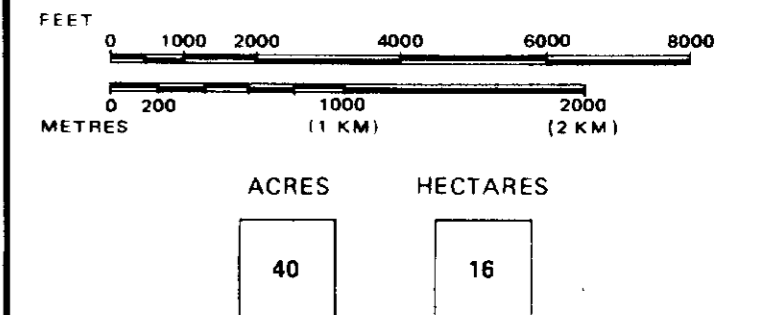 FEET
0 1000 2000 4000 6000 8000
0 200 1000 2000
METRES (1 KM) (2 KM)
ACRES HECTARES
40 16